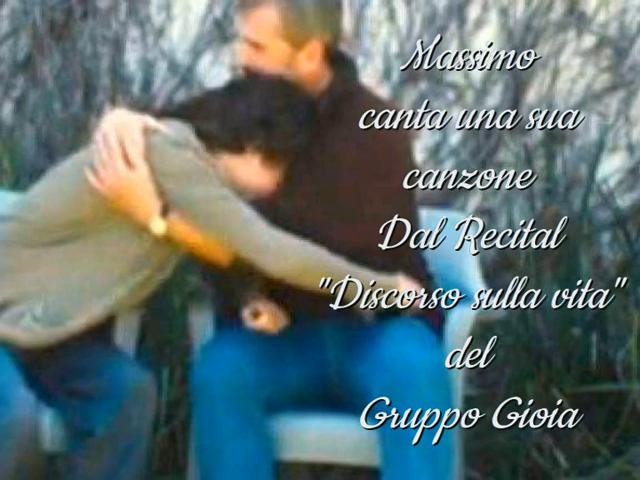 Massimo
canta una sua
canzone
Dal Recital
"Discorso sulla vita"
del
Gruppo Gioia